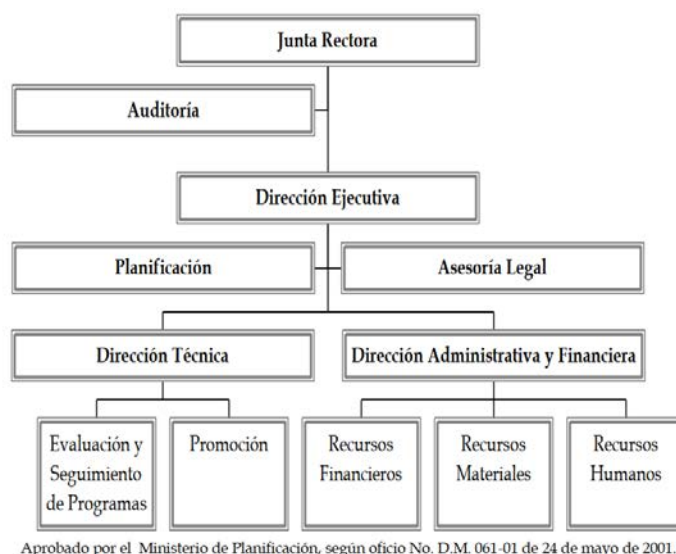 Junta Rectora
Auditoría
Dirección Ejecutiva
Planificación
Asesoría Legal
Dirección Técnica
Dirección Administrativa y Financiera
Evaluación y
Seguimiento
de Programas
Promoción
Recursos
Financieros
Recursos
Materiales
Recursos
Humanos
Aprobado por el Ministerio de Planificación, según oficio No. D.M. 061-01 de 24 de mayo de 2001.